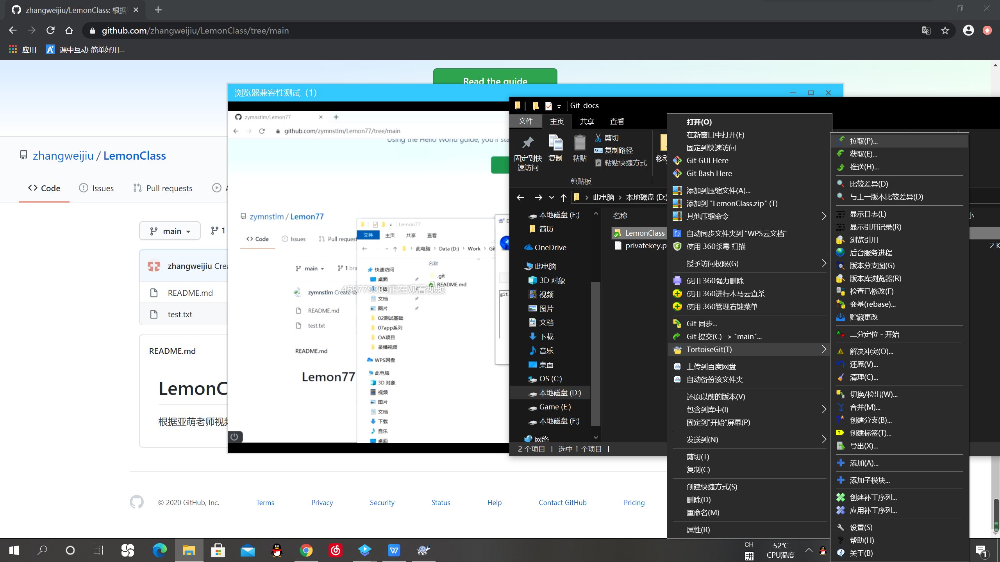 zhangweijiu/LemonClass: 根据
github.com/zhangweijiu/LemonClass/tree/main
应用
课中互动-简单好用...
Read the guide
zhangweijiu / LemonClass
Code
Issues
Pull requests
main
1
zhangweijiu Crea
README.md
test.txt
README.md
LemonC
根据亚萌老师视频
© 2020 GitHub, Inc.
Terms
Privacy
Security
Status
Help
Contact GitHub
Pricing
浏览器兼容性测试（1）
zymnstlm/Lemon77
github.com/zymnstlm/Lemon77/tree/main
Using the Hello World guide, you'll sta
zymnstlm / Lemon77
Code
Issues
Pull request
main
1 bra
zymnstlm Create te
README.md
test.txt
README.md
Lemon77
Lemon77
文件
主页
共享
查看
此电脑 > Data (D:) > Work > Git
名称
.git
README.md
快速访问
桌面
文档
图片
02测试基础
07app系列
OA项目
录播视频
WPS网盘
此电脑
3D 对象
视频
图片
文档
下载
音乐
桌面
git.
正在观看视频
Git_docs
文件
主页
共享
查看
固定到快
速访问
复制
粘贴
剪切
复制路径
粘贴快捷方式
移动
剪贴板
此电脑 > 本地磁盘 (D:)
本地磁盘 (F:)
简历
OneDrive
此电脑
3D 对象
视频
图片
文档
下载
音乐
桌面
OS (C:)
本地磁盘 (D:)
Game (E:)
本地磁盘 (F:)
网络
名称
LemonClass
privatekey.p
2 K
2 个项目
选中 1 个项目
打开(O)
在新窗口中打开(E)
固定到快速访问
Git GUI Here
Git Bash Here
添加到压缩文件(A)...
添加到 "LemonClass.zip" (T)
其他压缩命令
自动同步文件夹到 “WPS云文档”
使用 360杀毒 扫描
授予访问权限(G)
使用 360强力删除
使用 360进行木马云查杀
使用 360管理右键菜单
Git 同步...
Git 提交(C) -> "main"...
TortoiseGit(T)
上传到百度网盘
自动备份该文件夹
还原以前的版本(V)
包含到库中(I)
固定到“开始”屏幕(P)
发送到(N)
剪切(T)
复制(C)
创建快捷方式(S)
删除(D)
重命名(M)
属性(R)
拉取(P)...
获取(E)...
推送(H)...
比较差异(D)
与上一版本比较差异(D)
显示日志(L)
显示引用记录(R)
浏览引用
后台服务进程
版本分支图(G)
版本库浏览器(R)
检查已修改(F)
变基(rebase)...
贮藏更改
二分定位 - 开始
解决冲突(O)...
还原(V)...
清理(C)...
切换/检出(W)...
合并(M)...
创建分支(B)...
创建标签(T)...
导出(X)...
添加(A)...
添加子模块...
创建补丁序列...
应用补丁序列...
设置(S)
帮助(H)
关于(B)
CH
拼
52℃
CPU温度
1